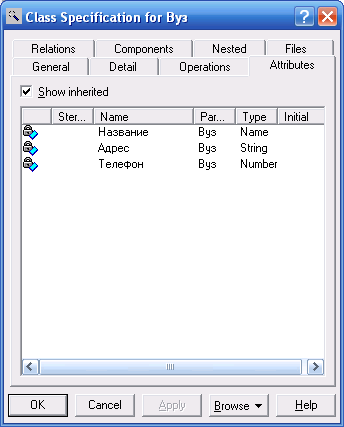 Class Specification for Вуз
Relations Components Nested Files
General Detail Operations Attributes
Show inherited
Ster... Name Par... Type Initial
Название Вуз Name
Адрес Вуз String
Телефон Вуз Number
OK Cancel Apply Browse Help